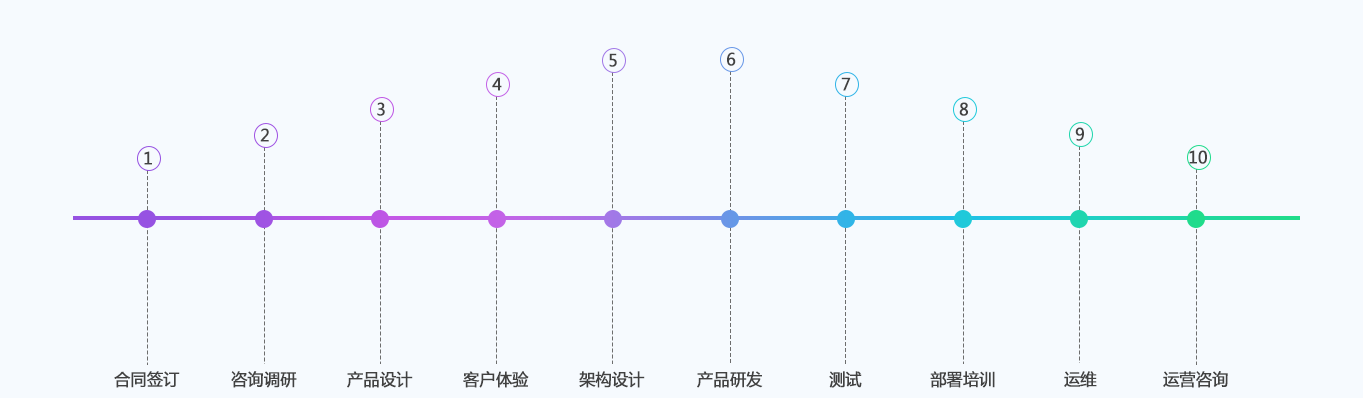 1
2
3
4
5
6
7
8
9
10
合同签订
咨询调研
产品设计
客户体验
架构设计
产品研发
测试
部署培训
运维
运营咨询